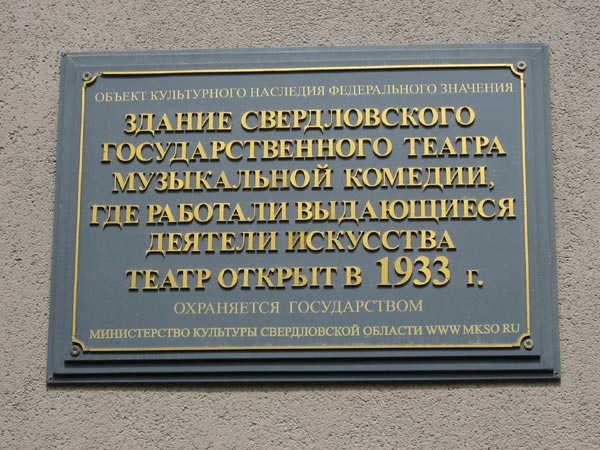 ОБЪЕКТ КУЛЬТУРНОГО НАСЛЕДИЯ ФЕДЕРАЛЬНОГО ЗНАЧЕНИЯ
ЗДАНИЕ СВЕРДЛОВСКОГО
ГОСУДАРСТВЕННОГО ТЕАТРА
МУЗЫКАЛЬНОЙ КОМЕДИИ,
ГДЕ РАБОТАЛИ ВЫДАЮЩИЕСЯ
ДЕЯТЕЛИ ИСКУССТВА
ТЕАТР ОТКРЫТ В 1933 г.
ОХРАНЯЕТСЯ ГОСУДАРСТВОМ
МИНИСТЕРСТВО КУЛЬТУРЫ СВЕРДЛОВСКОЙ ОБЛАСТИ WWW MKSO RU